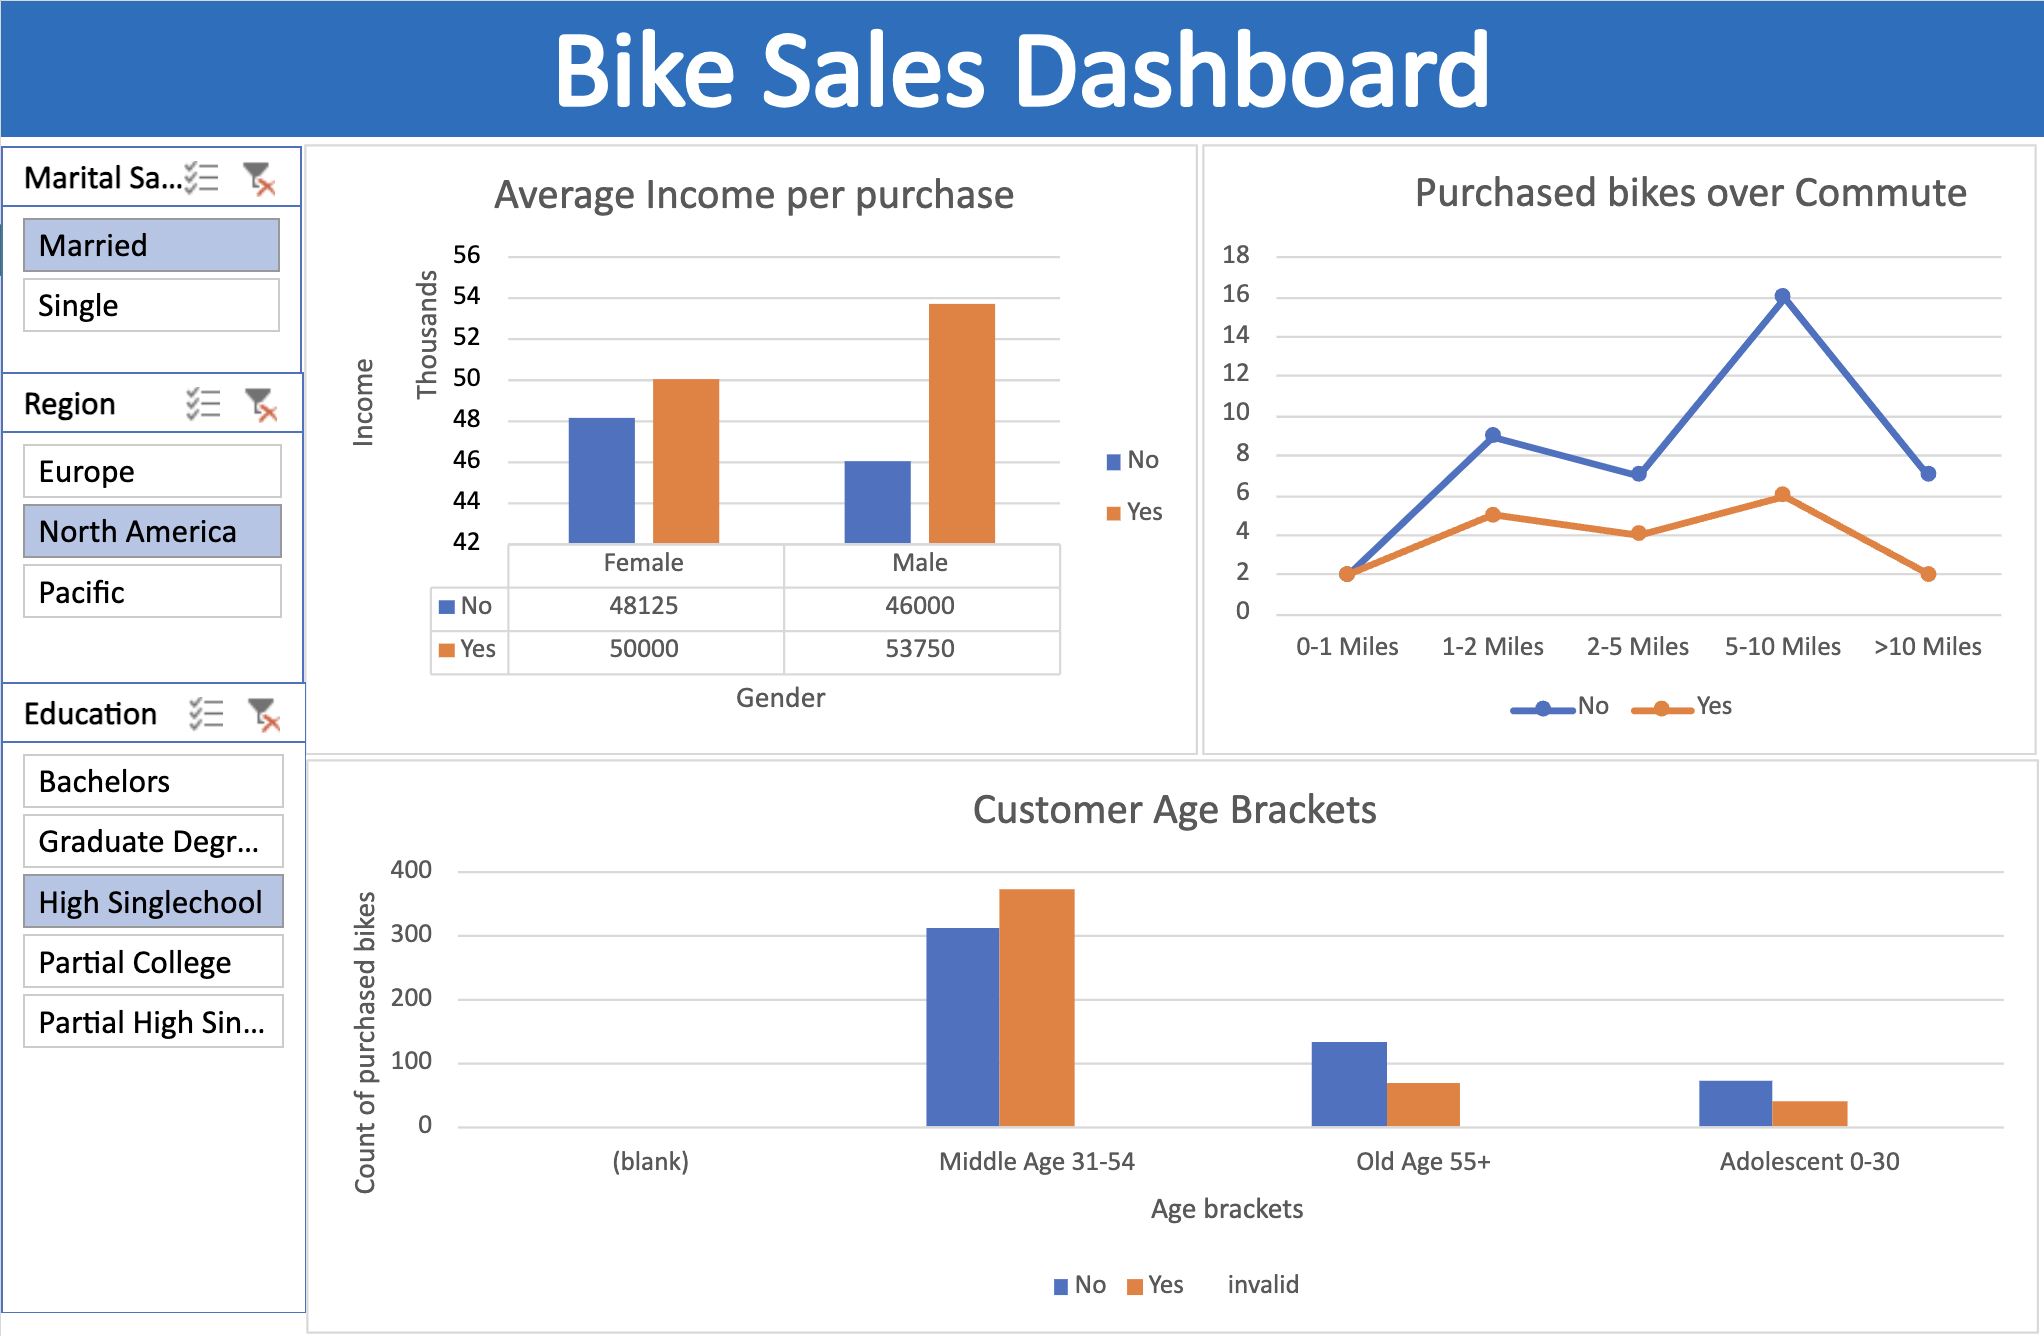 Bike Sales Dashboard
Marital Sa...
Married
Single
Region
Europe
North America
Pacific
Education
Bachelors
Graduate Degr...
High Singlechool
Partial College
Partial High Sin...
Average Income per purchase
Income
Thousands
56
54
52
50
48
46
44
42
Female Male
No 48125 46000
Yes 50000 53750
Gender
No
Yes
Purchased bikes over Commute
18
16
14
12
10
8
6
4
2
0
0-1 Miles 1-2 Miles 2-5 Miles 5-10 Miles >10 Miles
No Yes
Customer Age Brackets
Count of purchased bikes
400
300
200
100
0
(blank) Middle Age 31-54 Old Age 55+ Adolescent 0-30
Age brackets
No Yes invalid